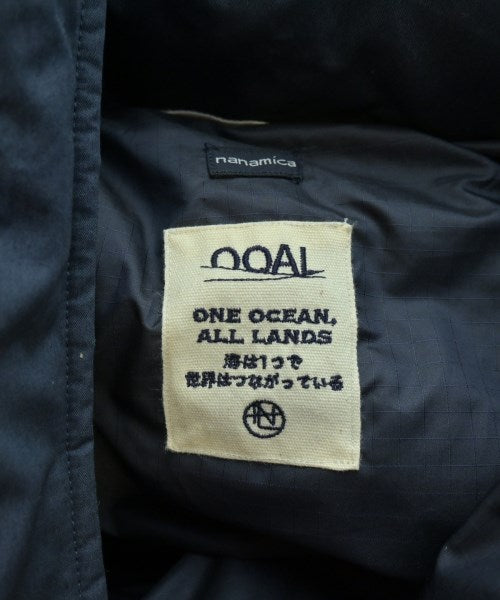 nanamica
OOAL
ONE OCEAN,
ALL LANDS
海は1つで
世界はつながっている